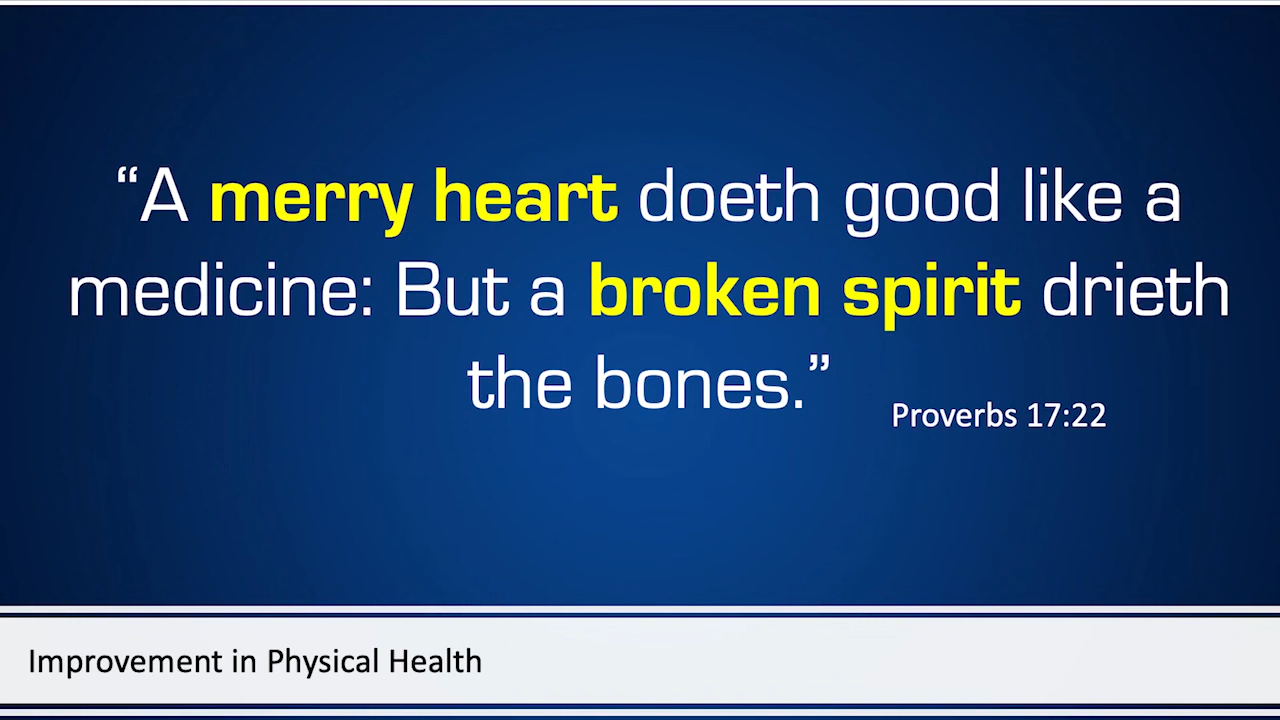 “A merry heart doeth good like a
medicine: But a broken spirit drieth
the bones.”
Proverbs 17:22
Improvement in Physical Health